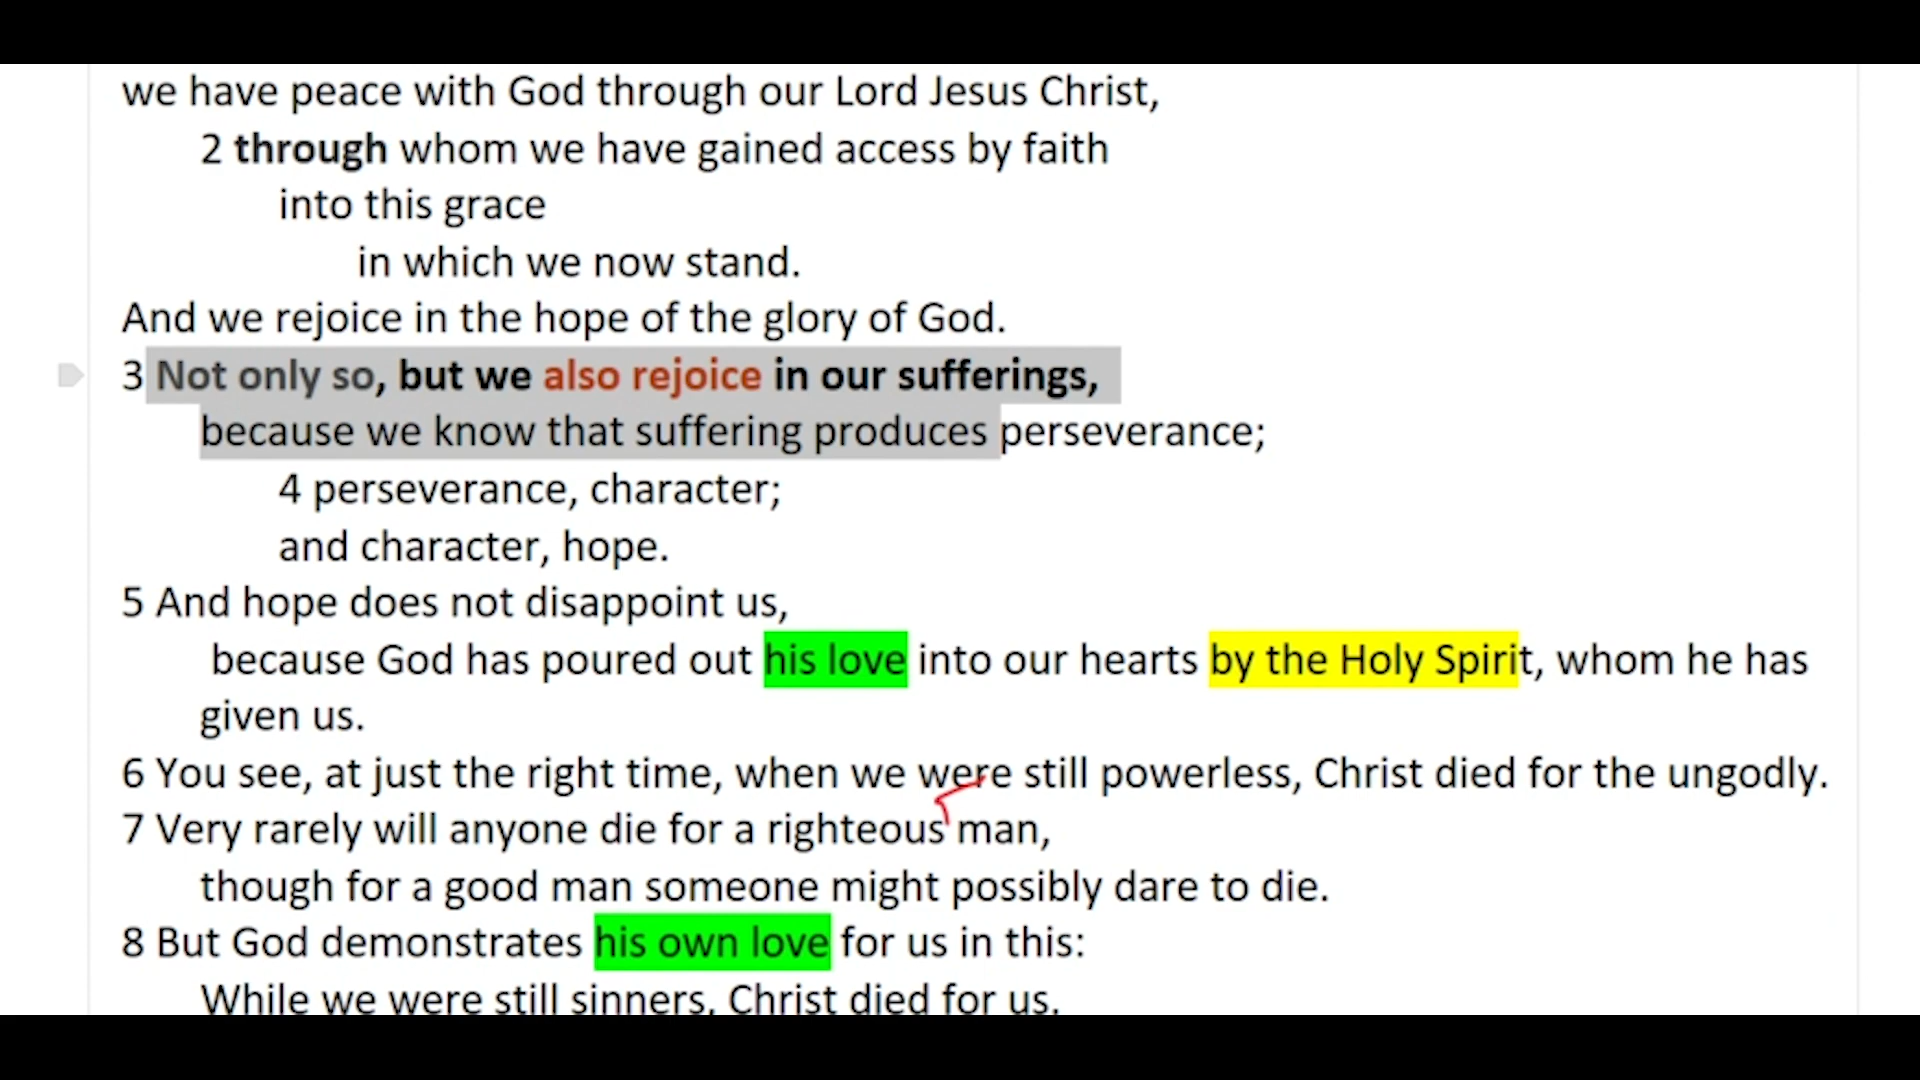 we have peace with God through our Lord Jesus Christ,
2 through whom we have gained access by faith
into this grace
in which we now stand.
And we rejoice in the hope of the glory of God.
3 Not only so, but we also rejoice in our sufferings,
because we know that suffering produces perseverance;
4 perseverance, character;
and character, hope.
5 And hope does not disappoint us,
because God has poured out his love into our hearts by the Holy Spirit, whom he has
given us.
6 You see, at just the right time, when we were still powerless, Christ died for the ungodly.
7 Very rarely will anyone die for a righteous man,
though for a good man someone might possibly dare to die.
8 But God demonstrates his own love for us in this:
While we were still sinners, Christ died for us.